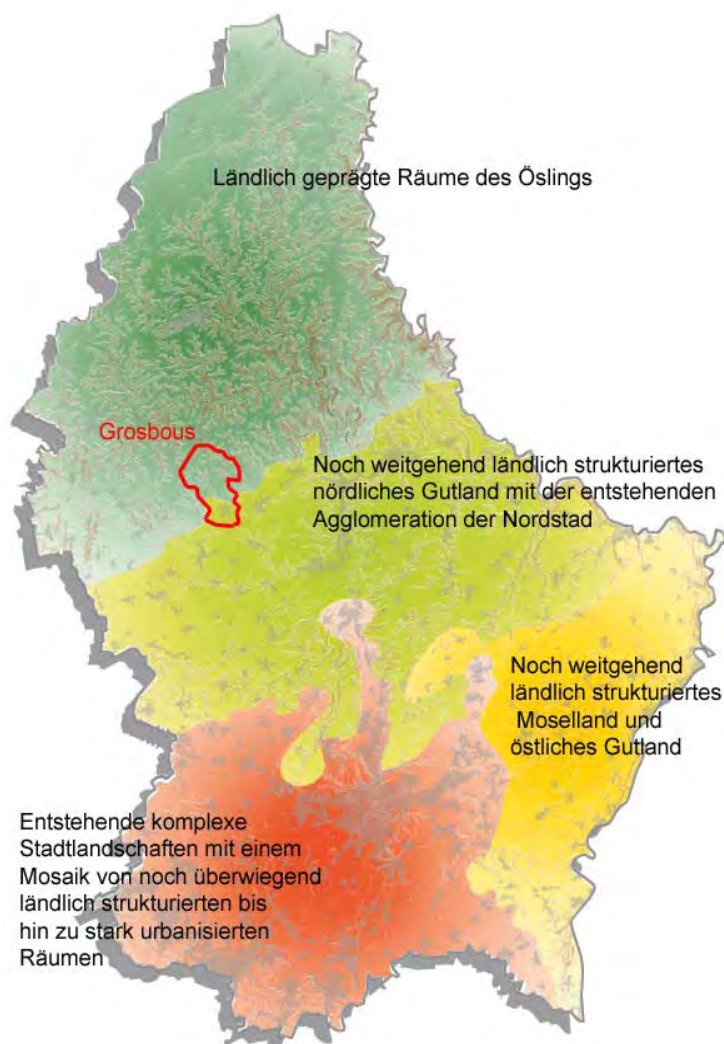 Ländlich geprägte Räume des Öslings
Grosbous
Noch weitgehend ländlich strukturiertes
nördliches Gutland mit der entstehenden
Agglomeration der Nordstad
Noch weitgehend
ländlich strukturiertes
Moselland und
östliches Gutland
Entstehende komplexe
Stadtlandschaften mit einem
Mosaik von noch überwiegend
ländlich strukturierten bis
hin zu stark urbanisierten
Räumen